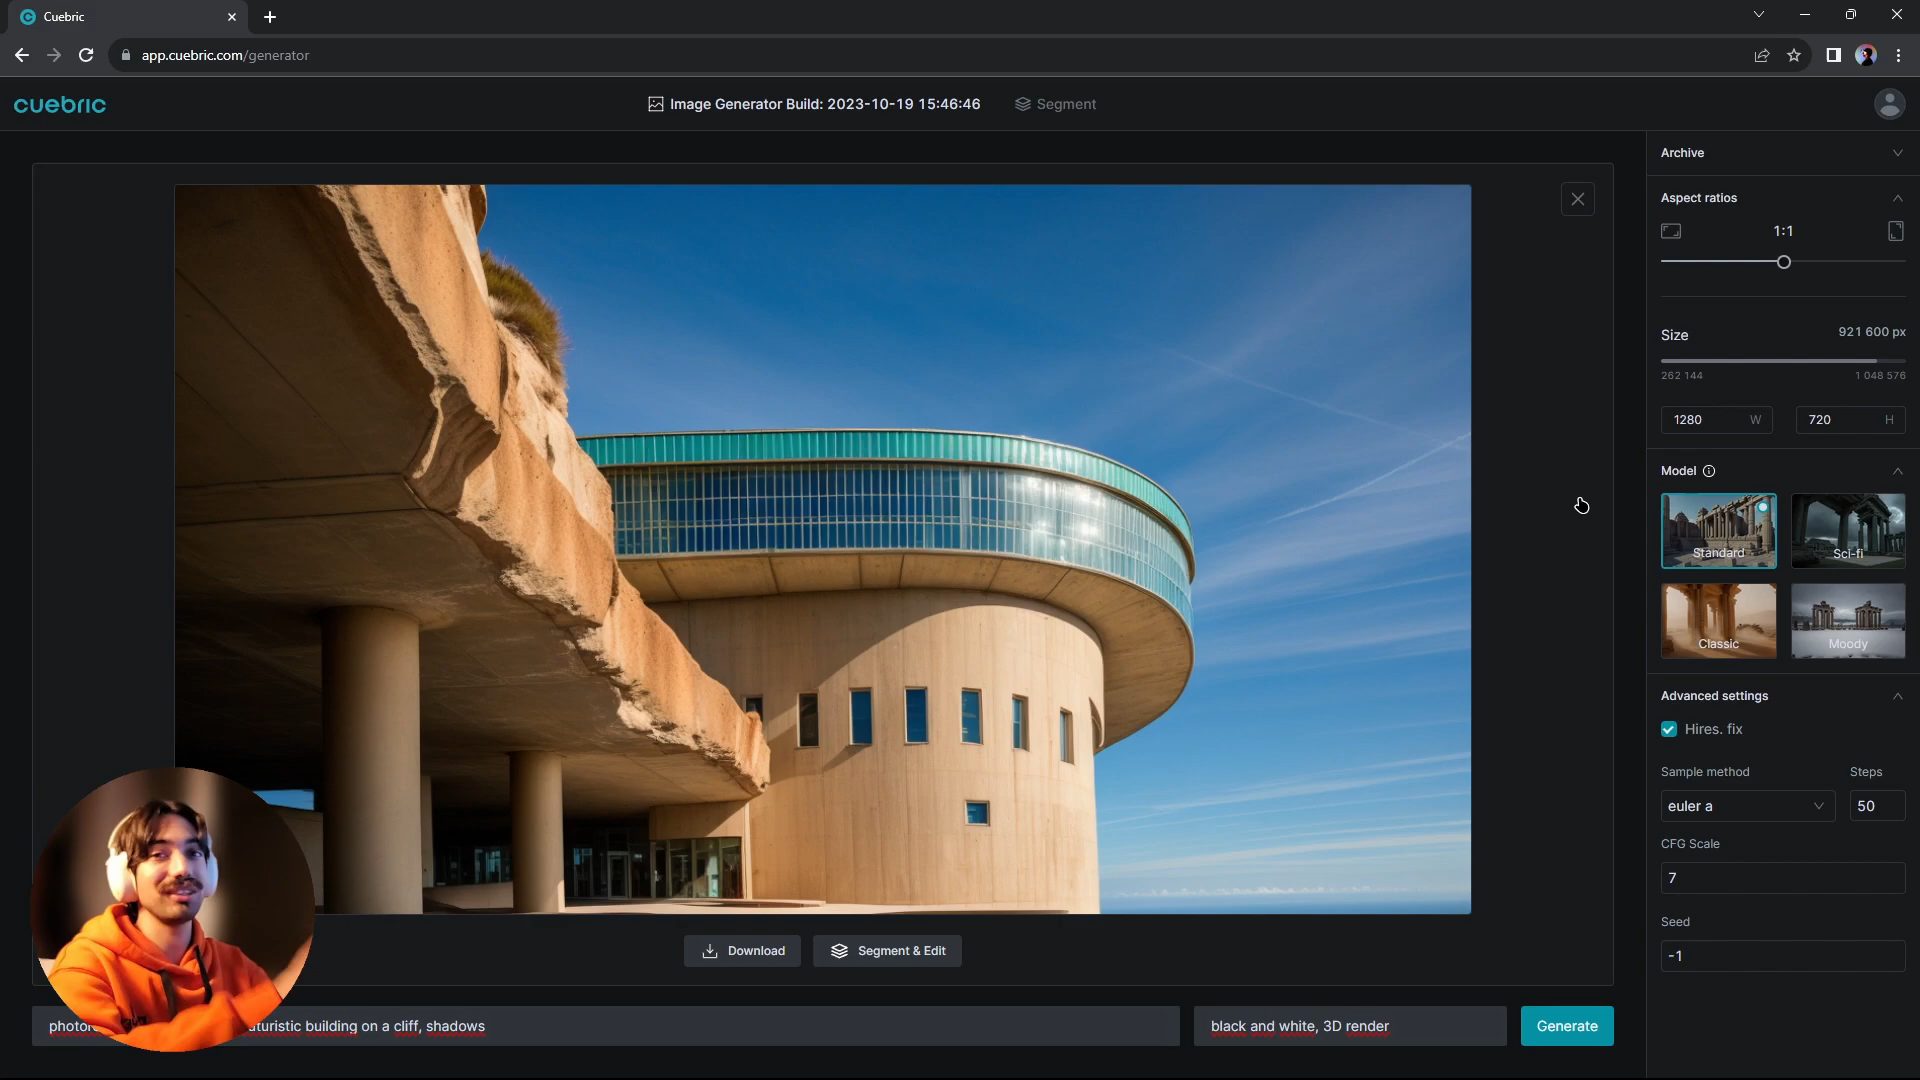 Cuebric
app.cuebric.com/generator
cuebric
Image Generator Build: 2023-10-19 15:46:46
Segment
Archive
Aspect ratios
1:1
Size
921 600 px
262 144
1 048 576
1280 W
720 H
Model
Standard
Sci-fi
Classic
Moody
Advanced settings
Hires. fix
Sample method
Steps
euler a
50
CFG Scale
7
Seed
-1
Download
Segment & Edit
building on a cliff, shadows
black and white, 3D render
Generate